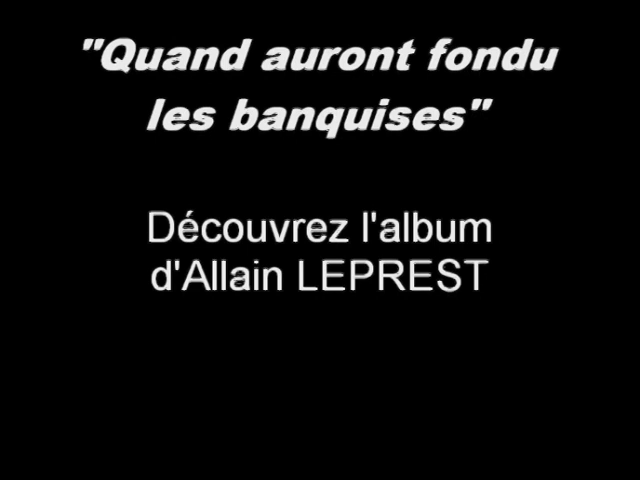 "Quand auront fondu
les banquises"
Découvrez l'album
d'Allain LEPREST